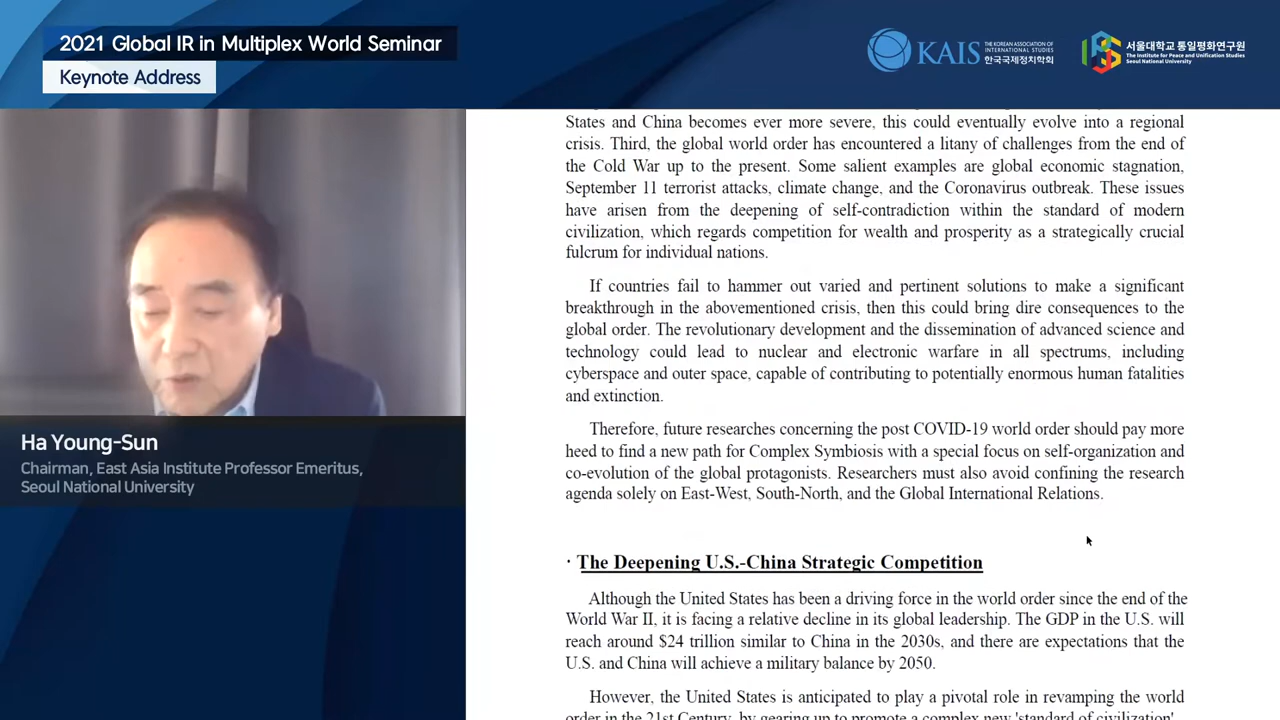 2021 Global IR in Multiplex World Seminar
Keynote Address
KAIS
THE KOREAN ASSOCIATION OF
INTERNATIONAL STUDIES
한국국제정치학회
서울대학교 통일평화연구원
The Institute for Peace and Unification Studies
Seoul National University
States and China becomes ever more severe, this could eventually evolve into a regional
crisis. Third, the global world order has encountered a litany of challenges from the end of
the Cold War up to the present. Some salient examples are global economic stagnation,
September 11 terrorist attacks, climate change, and the Coronavirus outbreak. These issues
have arisen from the deepening of self-contradiction within the standard of modern
civilization, which regards competition for wealth and prosperity as a strategically crucial
fulcrum for individual nations.
If countries fail to hammer out varied and pertinent solutions to make a significant
breakthrough in the abovementioned crisis, then this could bring dire consequences to the
global order. The revolutionary development and the dissemination of advanced science and
technology could lead to nuclear and electronic warfare in all spectrums, including
cyberspace and outer space, capable of contributing to potentially enormous human fatalities
and extinction.
Therefore, future researches concerning the post COVID-19 world order should pay more
heed to find a new path for Complex Symbiosis with a special focus on self-organization and
co-evolution of the global protagonists. Researchers must also avoid confining the research
agenda solely on East-West, South-North, and the Global International Relations.
· The Deepening U.S.-China Strategic Competition
Although the United States has been a driving force in the world order since the end of the
World War II, it is facing a relative decline in its global leadership. The GDP in the U.S. will
reach around $24 trillion similar to China in the 2030s, and there are expectations that the
U.S. and China will achieve a military balance by 2050.
However, the United States is anticipated to play a pivotal role in revamping the world
order in the 21st Century, by gearing up to promote a complex new 'standard of civilization'.
Ha Young-Sun
Chairman, East Asia Institute Professor Emeritus,
Seoul National University